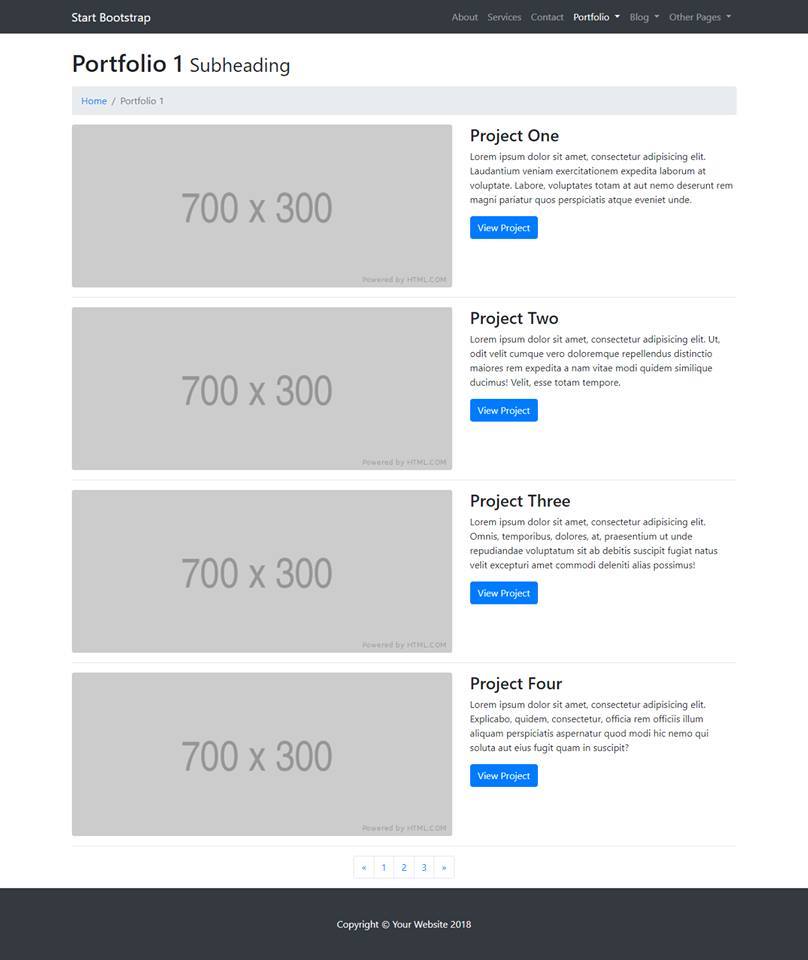 Start Bootstrap
About Services Contact Portfolio Blog Other Pages
Portfolio 1 Subheading
Home / Portfolio 1
700 x 300
Powered by HTML.COM
Project One
Lorem ipsum dolor sit amet, consectetur adipisicing elit.
Laudantium veniam exercitationem expedita laborum at
voluptate. Labore, voluptates totam at aut nemo deserunt rem
magni pariatur quos perspiciatis atque eveniet unde.
View Project
700 x 300
Powered by HTML.COM
Project Two
Lorem ipsum dolor sit amet, consectetur adipisicing elit. Ut,
odit velit cumque vero doloremque repellendus distinctio
maiores rem expedita a nam vitae modi quidem similique
ducimus! Velit, esse totam tempore.
View Project
700 x 300
Powered by HTML.COM
Project Three
Lorem ipsum dolor sit amet, consectetur adipisicing elit.
Omnis, temporibus, dolores, at, praesentium ut unde
repudiandae voluptatum sit ab debitis suscipit fugiat natus
velit excepturi amet commodi deleniti alias possimus!
View Project
700 x 300
Powered by HTML.COM
Project Four
Lorem ipsum dolor sit amet, consectetur adipisicing elit.
Explicabo, quidem, consectetur, officia rem officiis illum
aliquam perspiciatis aspernatur quod modi hic nemo qui
soluta aut eius fugit quam in suscipit?
View Project
« 1 2 3 »
Copyright © Your Website 2018